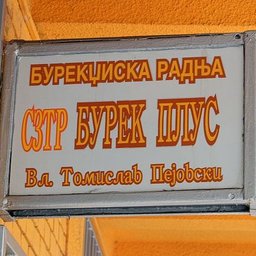 БУРЕКЏИСКА РАДЊА
СЗТР БУРЕК ПЛУС
Вл. Томислав Пејовски